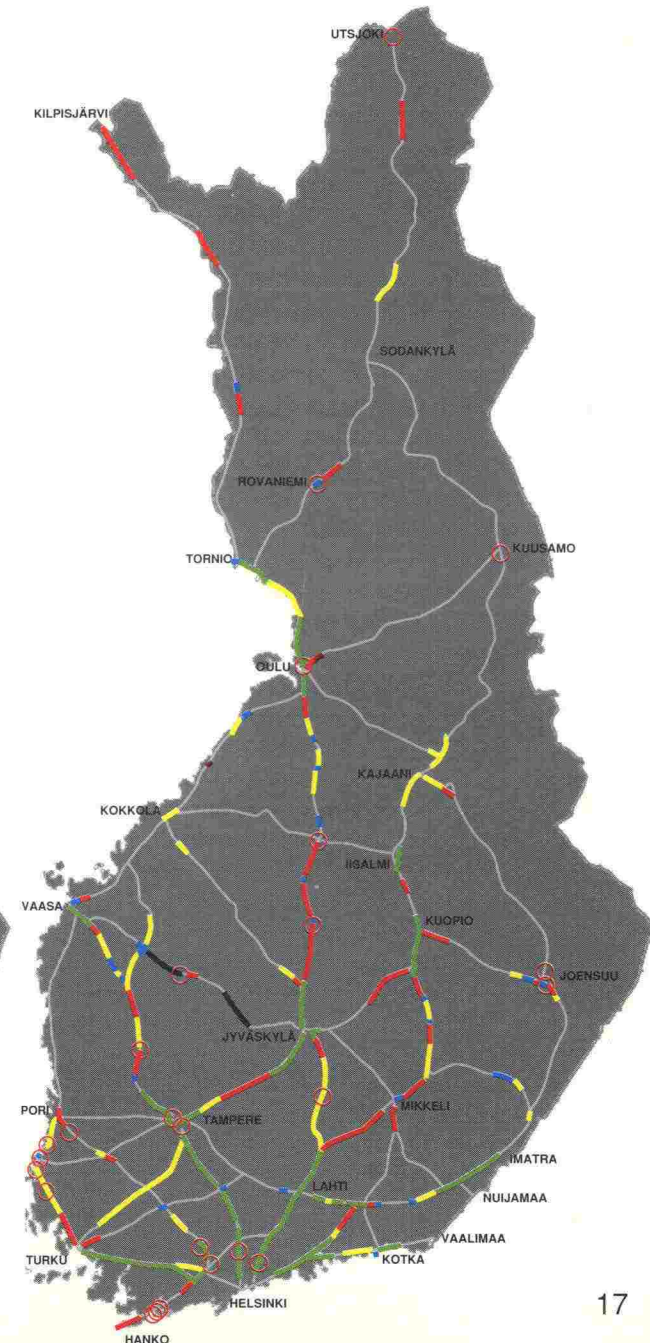 UTSJOKI
KILPISJÄRVI
SODANKYLÄ
ROVANIEMI
KUUSAMO
TORNIO
OULU
KAJAANI
KOKKOLA
IISALMI
VAASA
KUOPIO
JOENSUU
JYVÄSKYLÄ
PORI
TAMPERE
MIKKELI
IMATRA
LAHTI
NUIJAMAA
VAALIMAA
TURKU
KOTKA
HELSINKI
17
HANKO